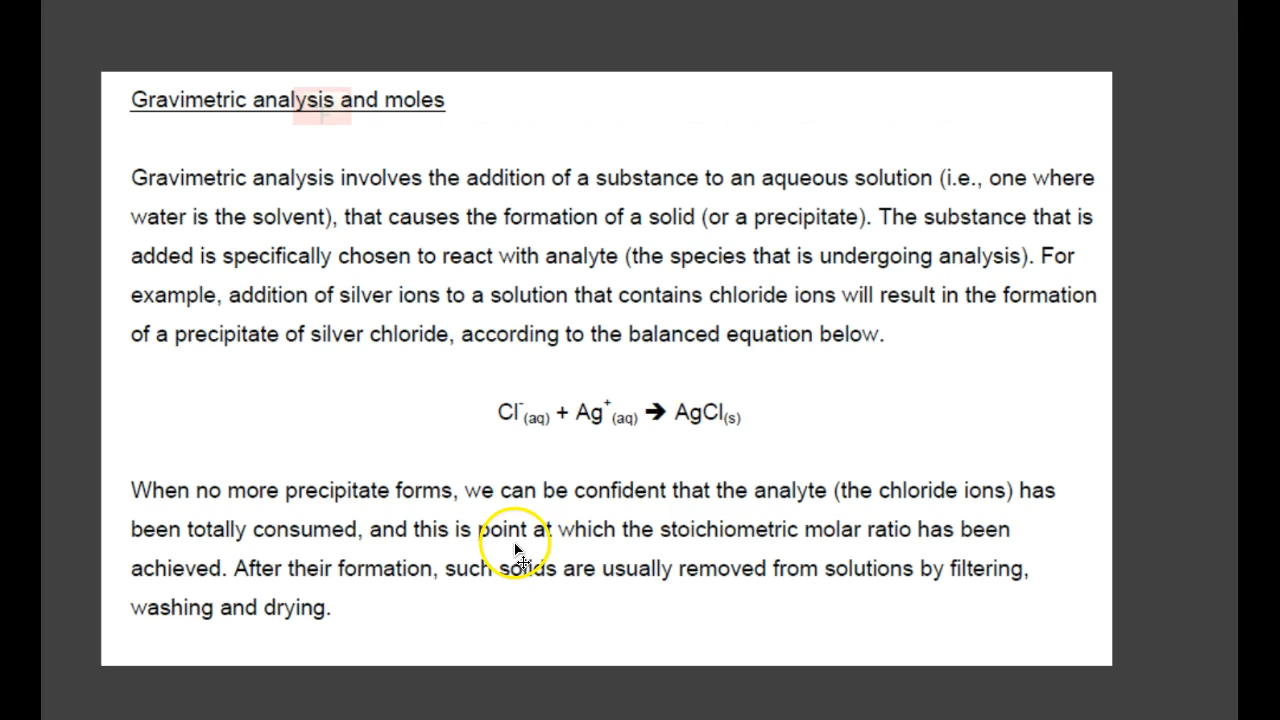 Gravimetric analysis and moles
Gravimetric analysis involves the addition of a substance to an aqueous solution (i.e., one where
water is the solvent), that causes the formation of a solid (or a precipitate). The substance that is
added is specifically chosen to react with analyte (the species that is undergoing analysis). For
example, addition of silver ions to a solution that contains chloride ions will result in the formation
of a precipitate of silver chloride, according to the balanced equation below.
Cl⁻(aq) + Ag⁺(aq) ➔ AgCl(s)
When no more precipitate forms, we can be confident that the analyte (the chloride ions) has
been totally consumed, and this is point at which the stoichiometric molar ratio has been
achieved. After their formation, such solids are usually removed from solutions by filtering,
washing and drying.